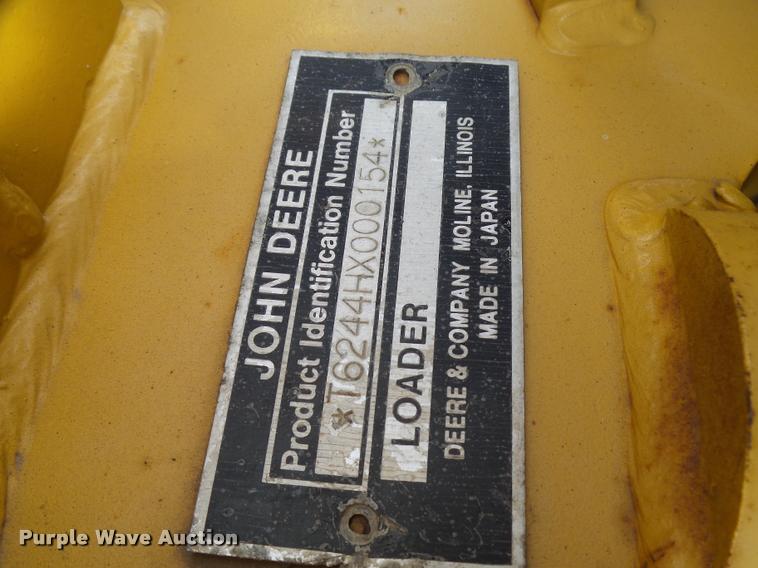 JOHN DEERE
Product Identification Number
*T6244HX000154*
LOADER
DEERE & COMPANY MOLINE, ILLINOIS
MADE IN JAPAN
Purple Wave Auction®